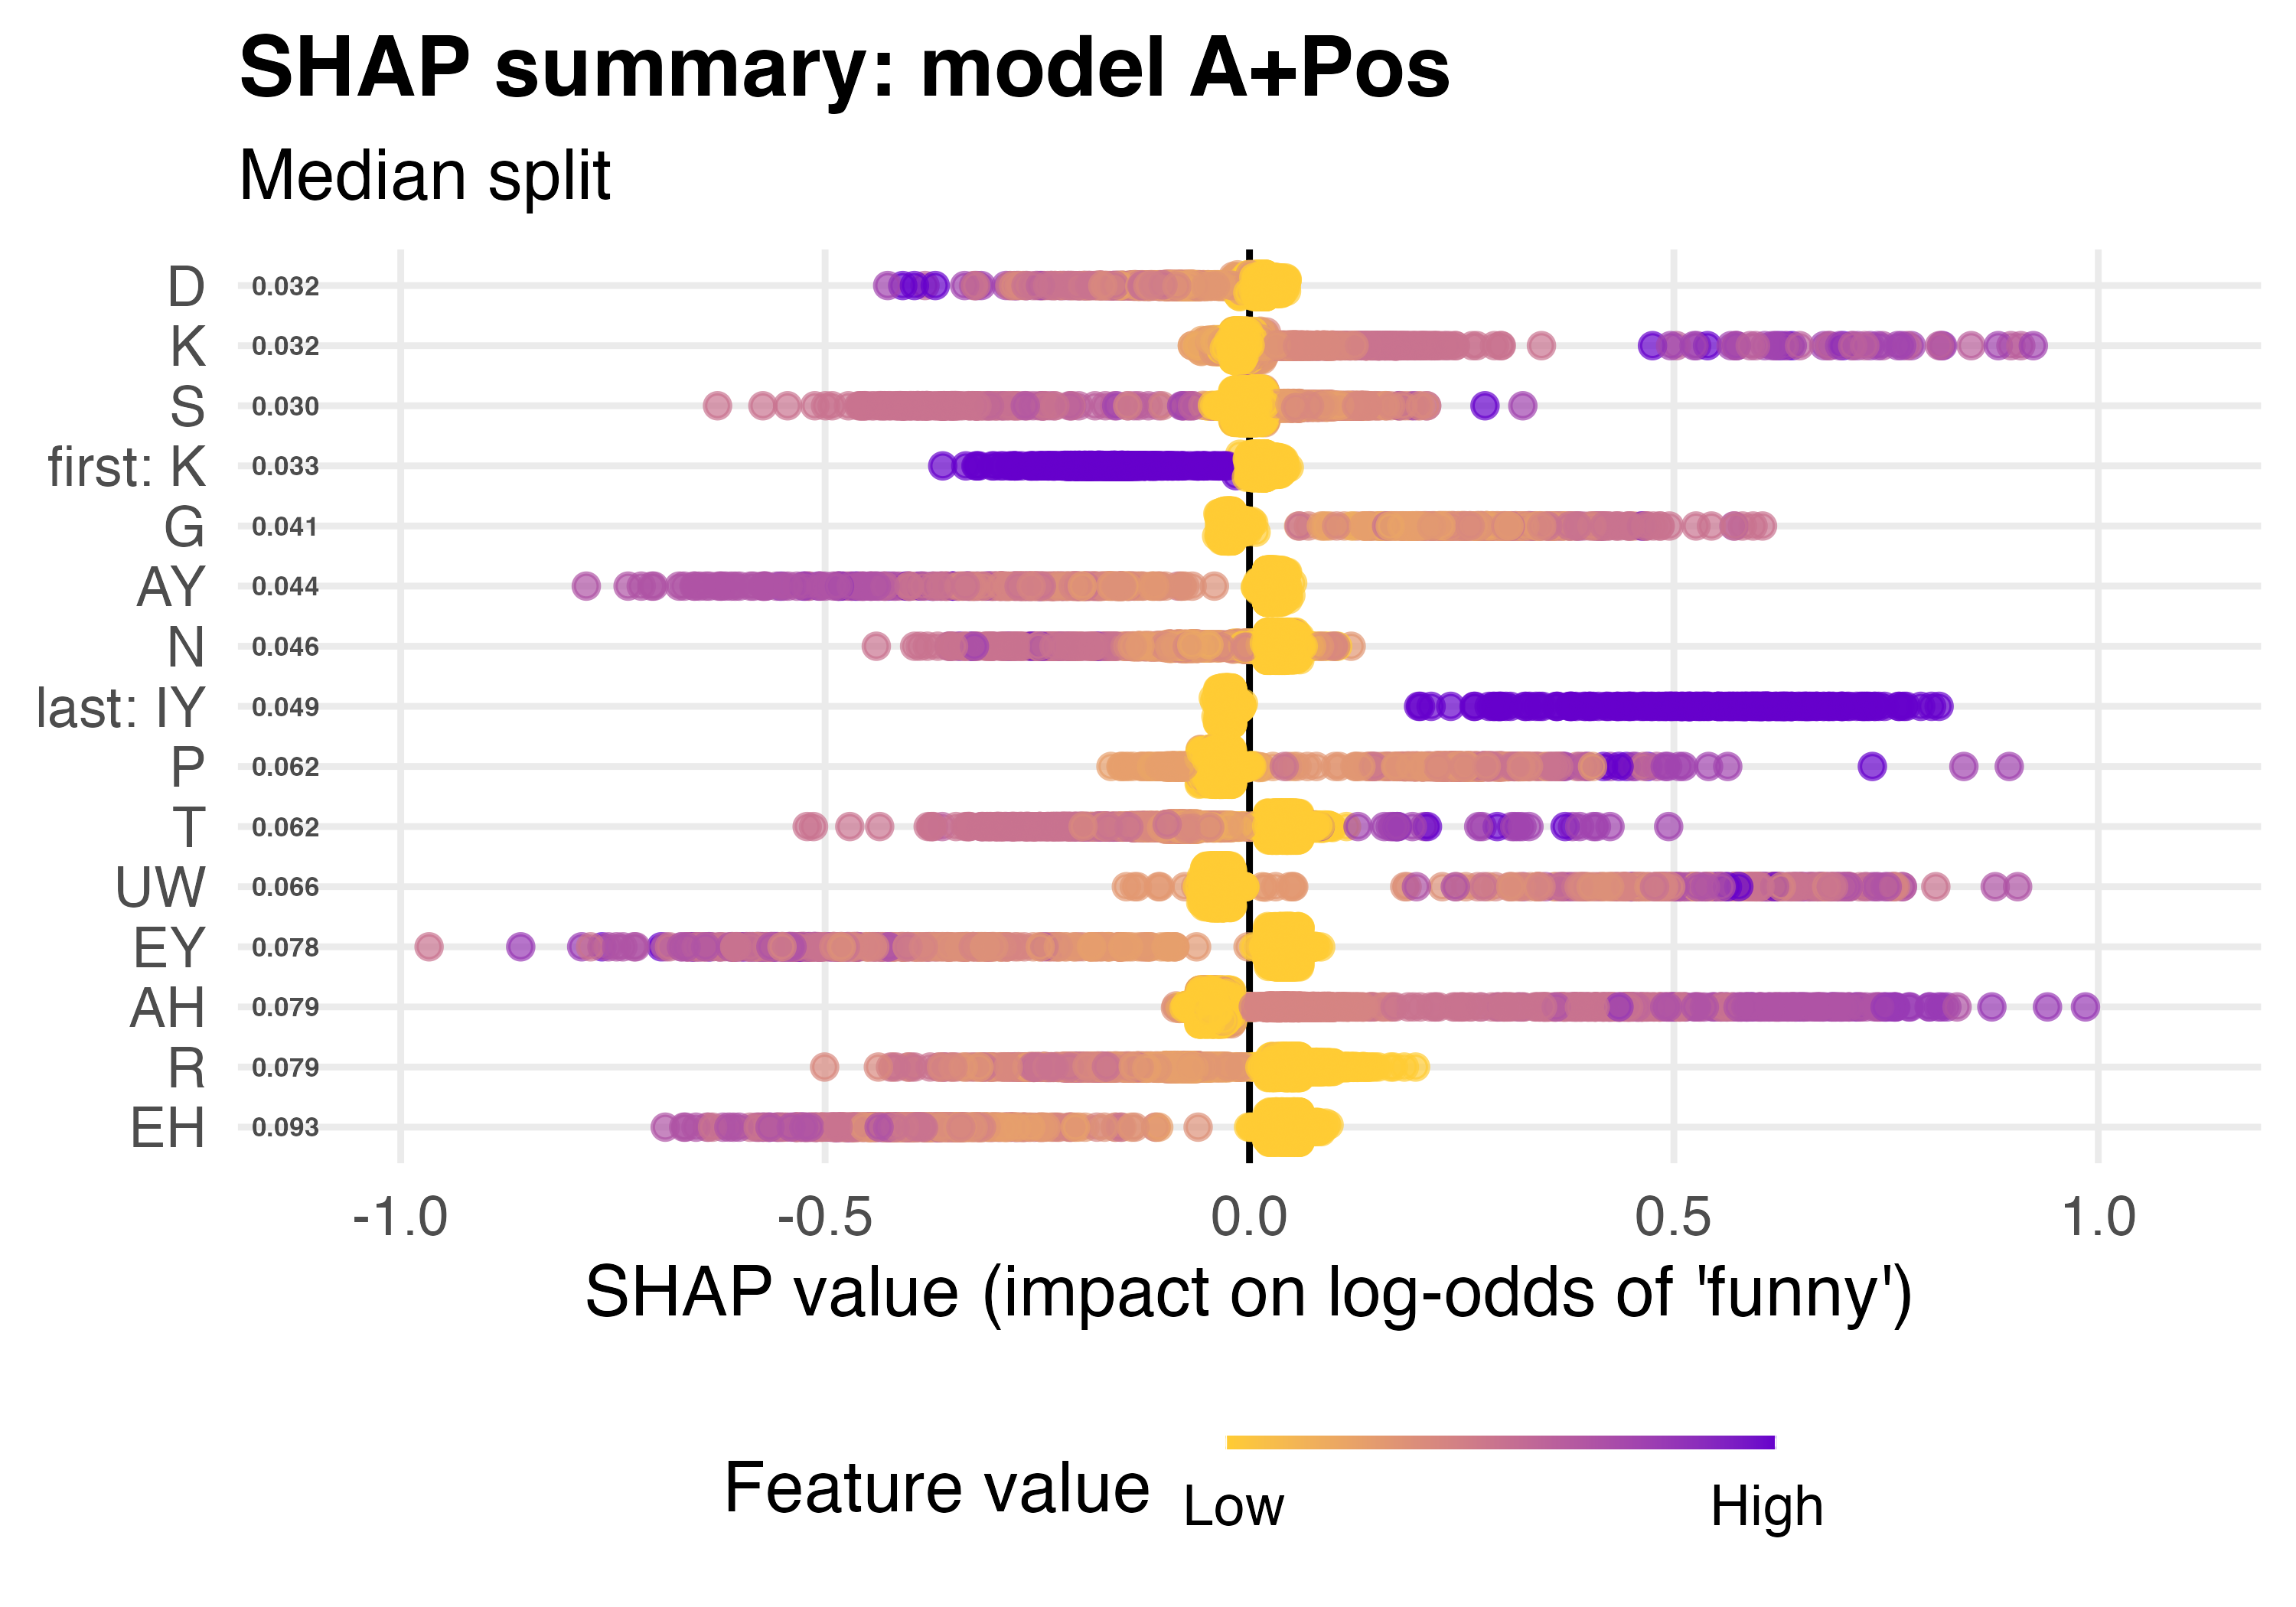 SHAP summary: model A+Pos
Median split
D 0.032
K 0.032
S 0.030
first: K 0.033
G 0.041
AY 0.044
N 0.046
last: IY 0.049
P 0.062
T 0.062
UW 0.066
EY 0.078
AH 0.079
R 0.079
EH 0.093
-1.0 -0.5 0.0 0.5 1.0
SHAP value (impact on log-odds of 'funny')
Feature value
Low High